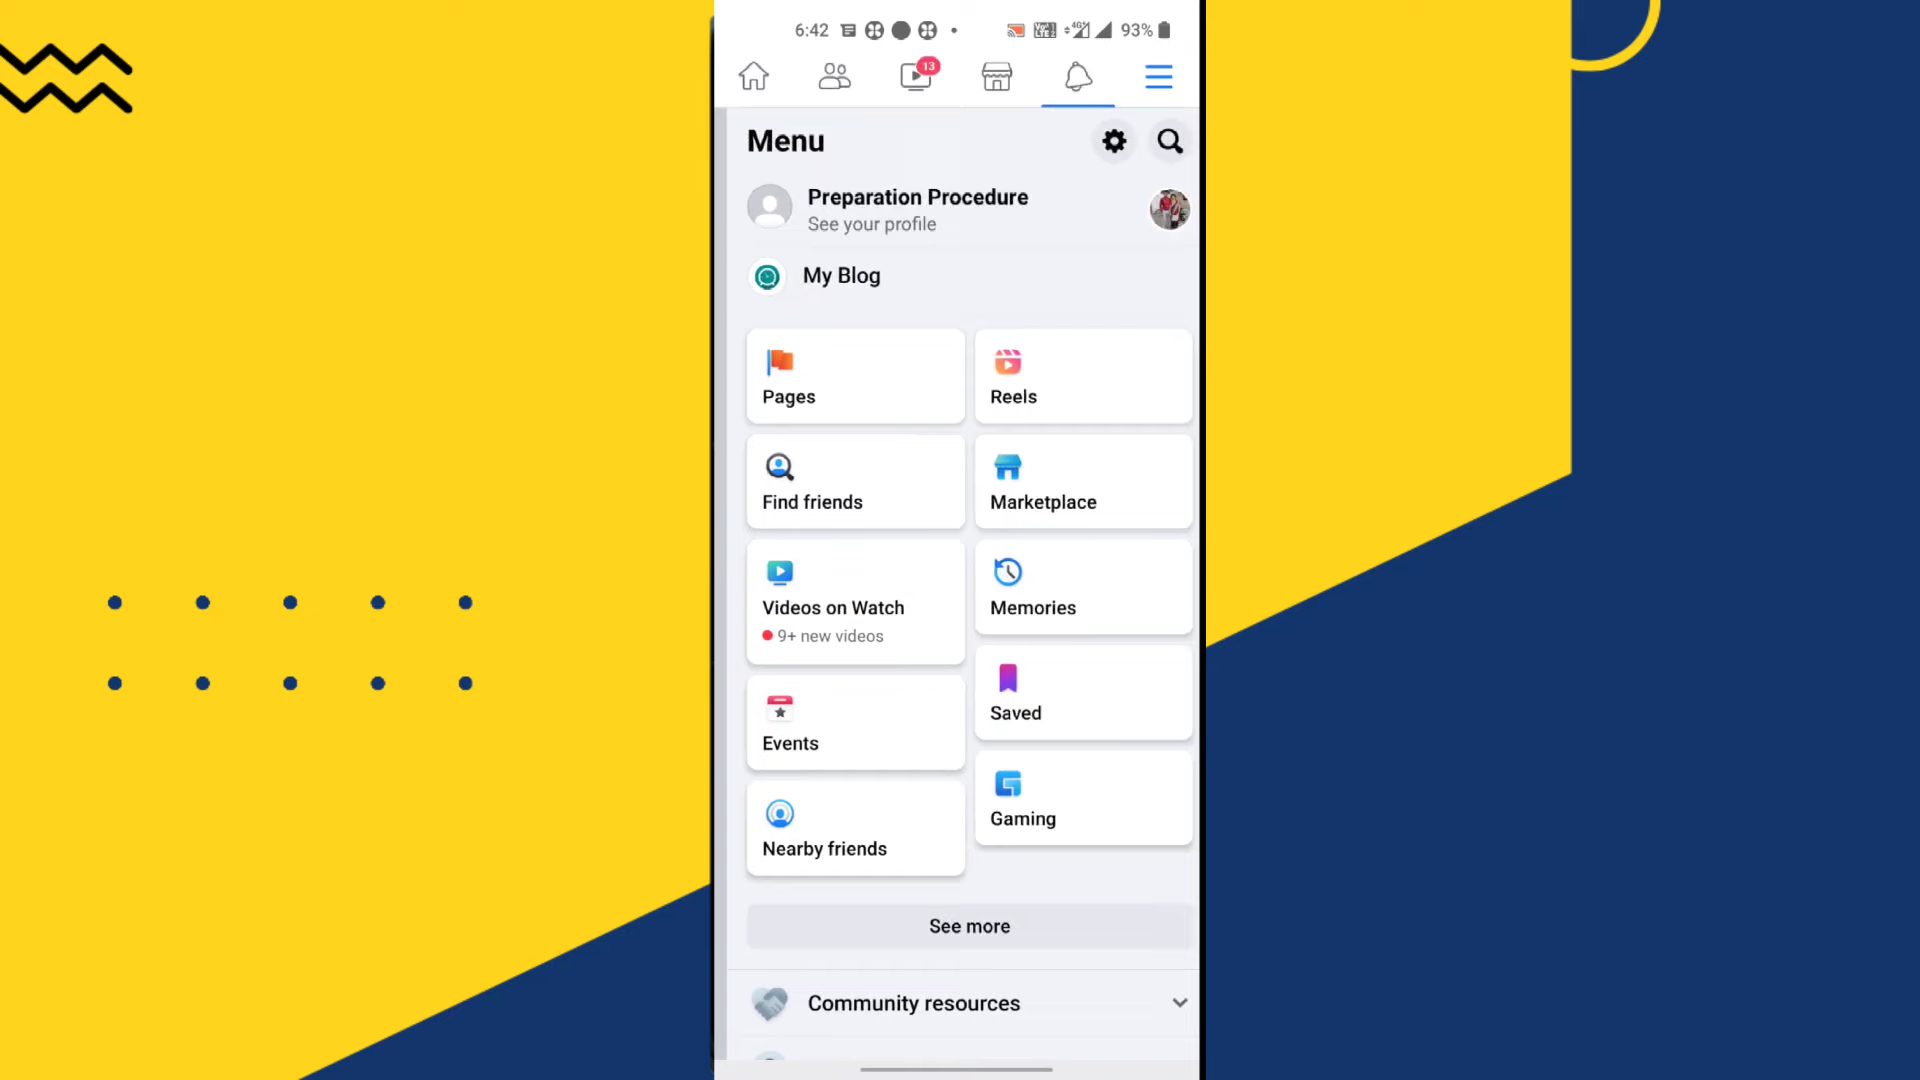 6:42
93%
13
Menu
Preparation Procedure
See your profile
My Blog
Pages
Reels
Find friends
Marketplace
Videos on Watch
9+ new videos
Memories
Saved
Events
Gaming
Nearby friends
See more
Community resources